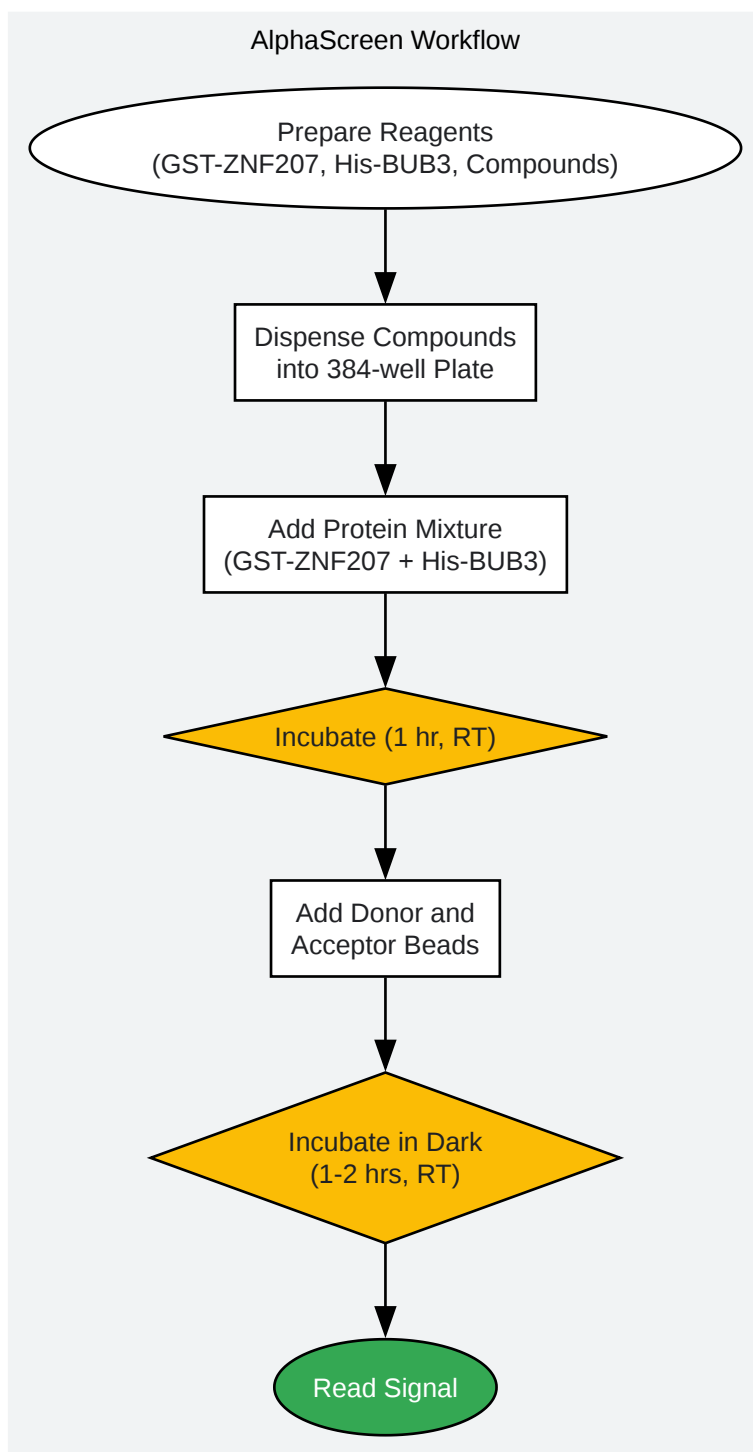 AlphaScreen Workflow
Prepare Reagents
(GST-ZNF207, His-BUB3, Compounds)
Dispense Compounds
into 384-well Plate
Add Protein Mixture
(GST-ZNF207 + His-BUB3)
Incubate (1 hr, RT)
Add Donor and
Acceptor Beads
Incubate in Dark
(1-2 hrs, RT)
Read Signal